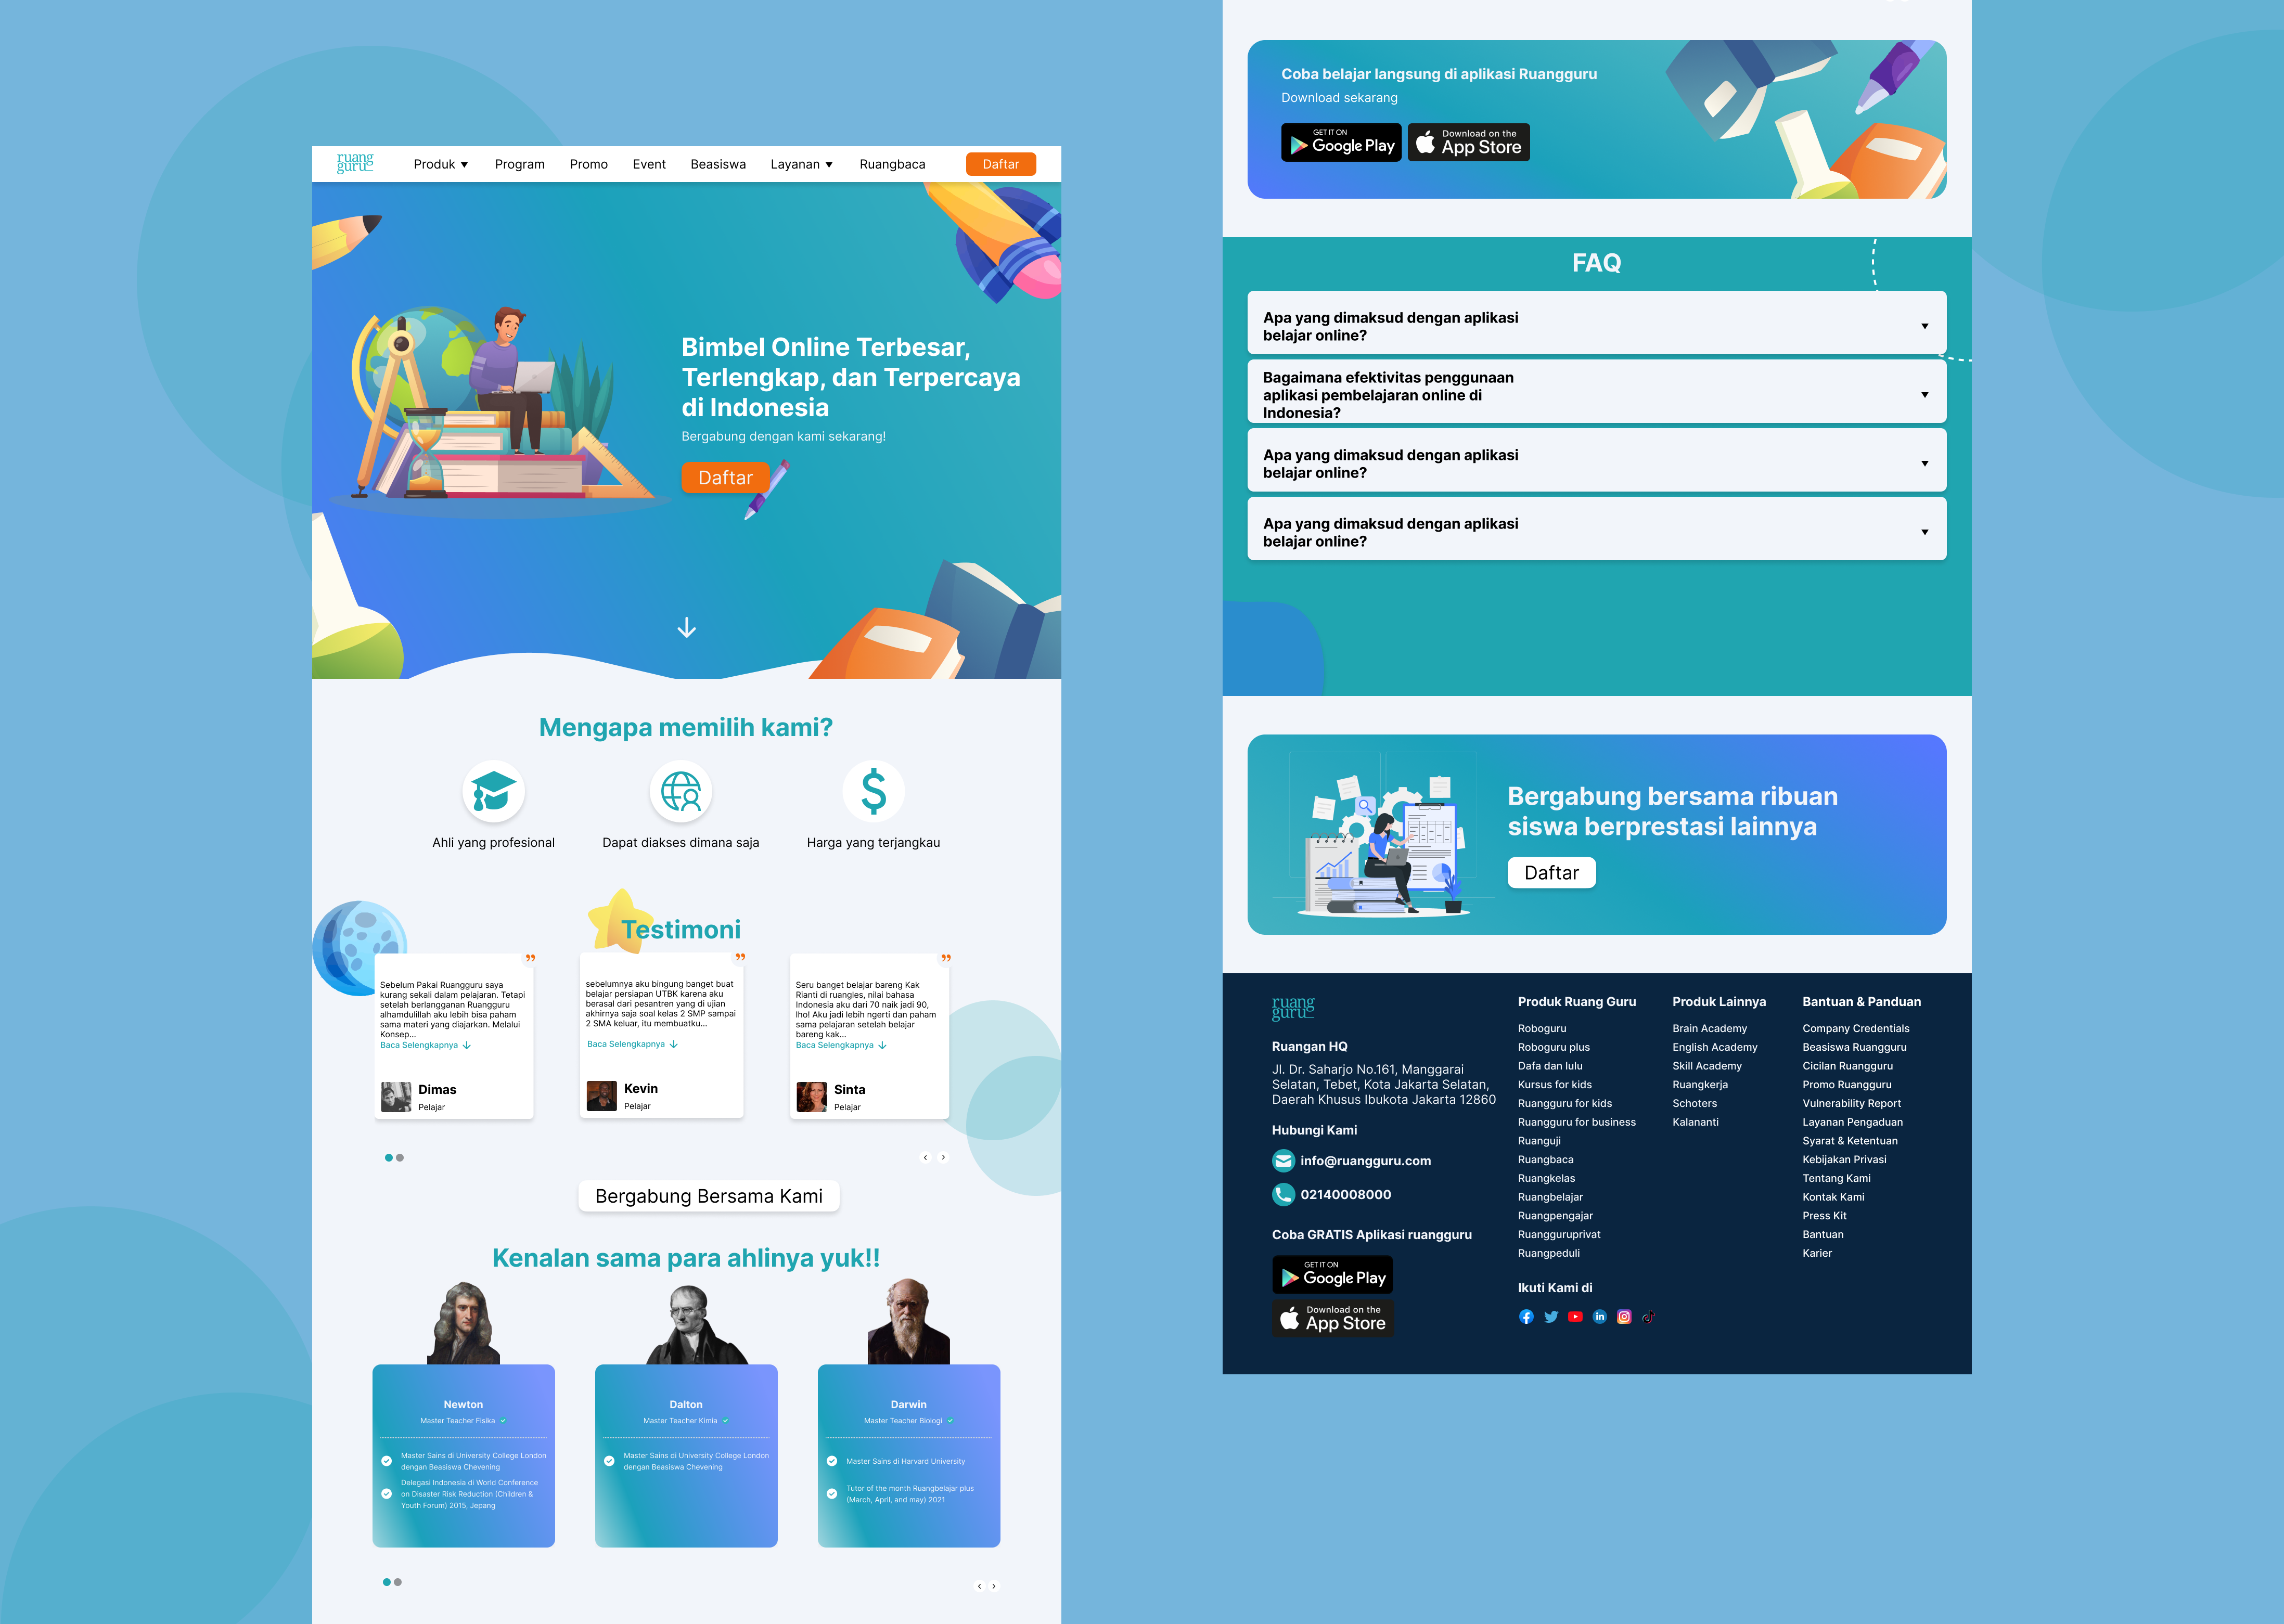 ruang
guru
Produk
Program
Promo
Event
Beasiswa
Layanan
Ruangbaca
Daftar
Bimbel Online Terbesar,
Terlengkap, dan Terpercaya
di Indonesia
Bergabung dengan kami sekarang!
Daftar
Mengapa memilih kami?
Ahli yang profesional
Dapat diakses dimana saja
Harga yang terjangkau
Testimoni
Sebelum Pakai Ruangguru saya
kurang sekali dalam pelajaran. Tetapi
setelah berlangganan Ruangguru
alhamdulillah aku lebih bisa paham
sama materi yang diajarkan. Melalui
Konsep...
Baca Selengkapnya
Dimas
Pelajar
sebelumnya aku bingung banget buat
belajar persiapan UTBK karena aku
berasal dari pesantren yang di ujian
akhirnya saja soal kelas 2 SMP sampai
2 SMA keluar, itu membuatku...
Baca Selengkapnya
Kevin
Pelajar
Seru banget belajar bareng Kak
Rianti di ruangles, nilai bahasa
Indonesia aku dari 70 naik jadi 90,
lho! Aku jadi lebih ngerti dan paham
sama pelajaran setelah belajar
bareng kak...
Baca Selengkapnya
Sinta
Pelajar
Bergabung Bersama Kami
Kenalan sama para ahlinya yuk!!
Newton
Master Teacher Fisika
Master Sains di University College London
dengan Beasiswa Chevening
Delegasi Indonesia di World Conference
on Disaster Risk Reduction (Children &
Youth Forum) 2015, Jepang
Dalton
Master Teacher Kimia
Master Sains di University College London
dengan Beasiswa Chevening
Darwin
Master Teacher Biologi
Master Sains di Harvard University
Tutor of the month Ruangbelajar plus
(March, April, and may) 2021
Coba belajar langsung di aplikasi Ruangguru
Download sekarang
GET IT ON
Google Play
Download on the
App Store
FAQ
Apa yang dimaksud dengan aplikasi
belajar online?
Bagaimana efektivitas penggunaan
aplikasi pembelajaran online di
Indonesia?
Apa yang dimaksud dengan aplikasi
belajar online?
Apa yang dimaksud dengan aplikasi
belajar online?
Bergabung bersama ribuan
siswa berprestasi lainnya
Daftar
ruang
guru
Ruangan HQ
Jl. Dr. Saharjo No.161, Manggarai
Selatan, Tebet, Kota Jakarta Selatan,
Daerah Khusus Ibukota Jakarta 12860
Hubungi Kami
info@ruangguru.com
02140008000
Coba GRATIS Aplikasi ruangguru
GET IT ON
Google Play
Download on the
App Store
Produk Ruang Guru
Roboguru
Roboguru plus
Dafa dan lulu
Kursus for kids
Ruangguru for kids
Ruangguru for business
Ruanguji
Ruangbaca
Ruangkelas
Ruangbelajar
Ruangpengajar
Ruangguruprivat
Ruangpeduli
Ikuti Kami di
in
Produk Lainnya
Brain Academy
English Academy
Skill Academy
Ruangkerja
Schoters
Kalananti
Bantuan & Panduan
Company Credentials
Beasiswa Ruangguru
Cicilan Ruangguru
Promo Ruangguru
Vulnerability Report
Layanan Pengaduan
Syarat & Ketentuan
Kebijakan Privasi
Tentang Kami
Kontak Kami
Press Kit
Bantuan
Karier